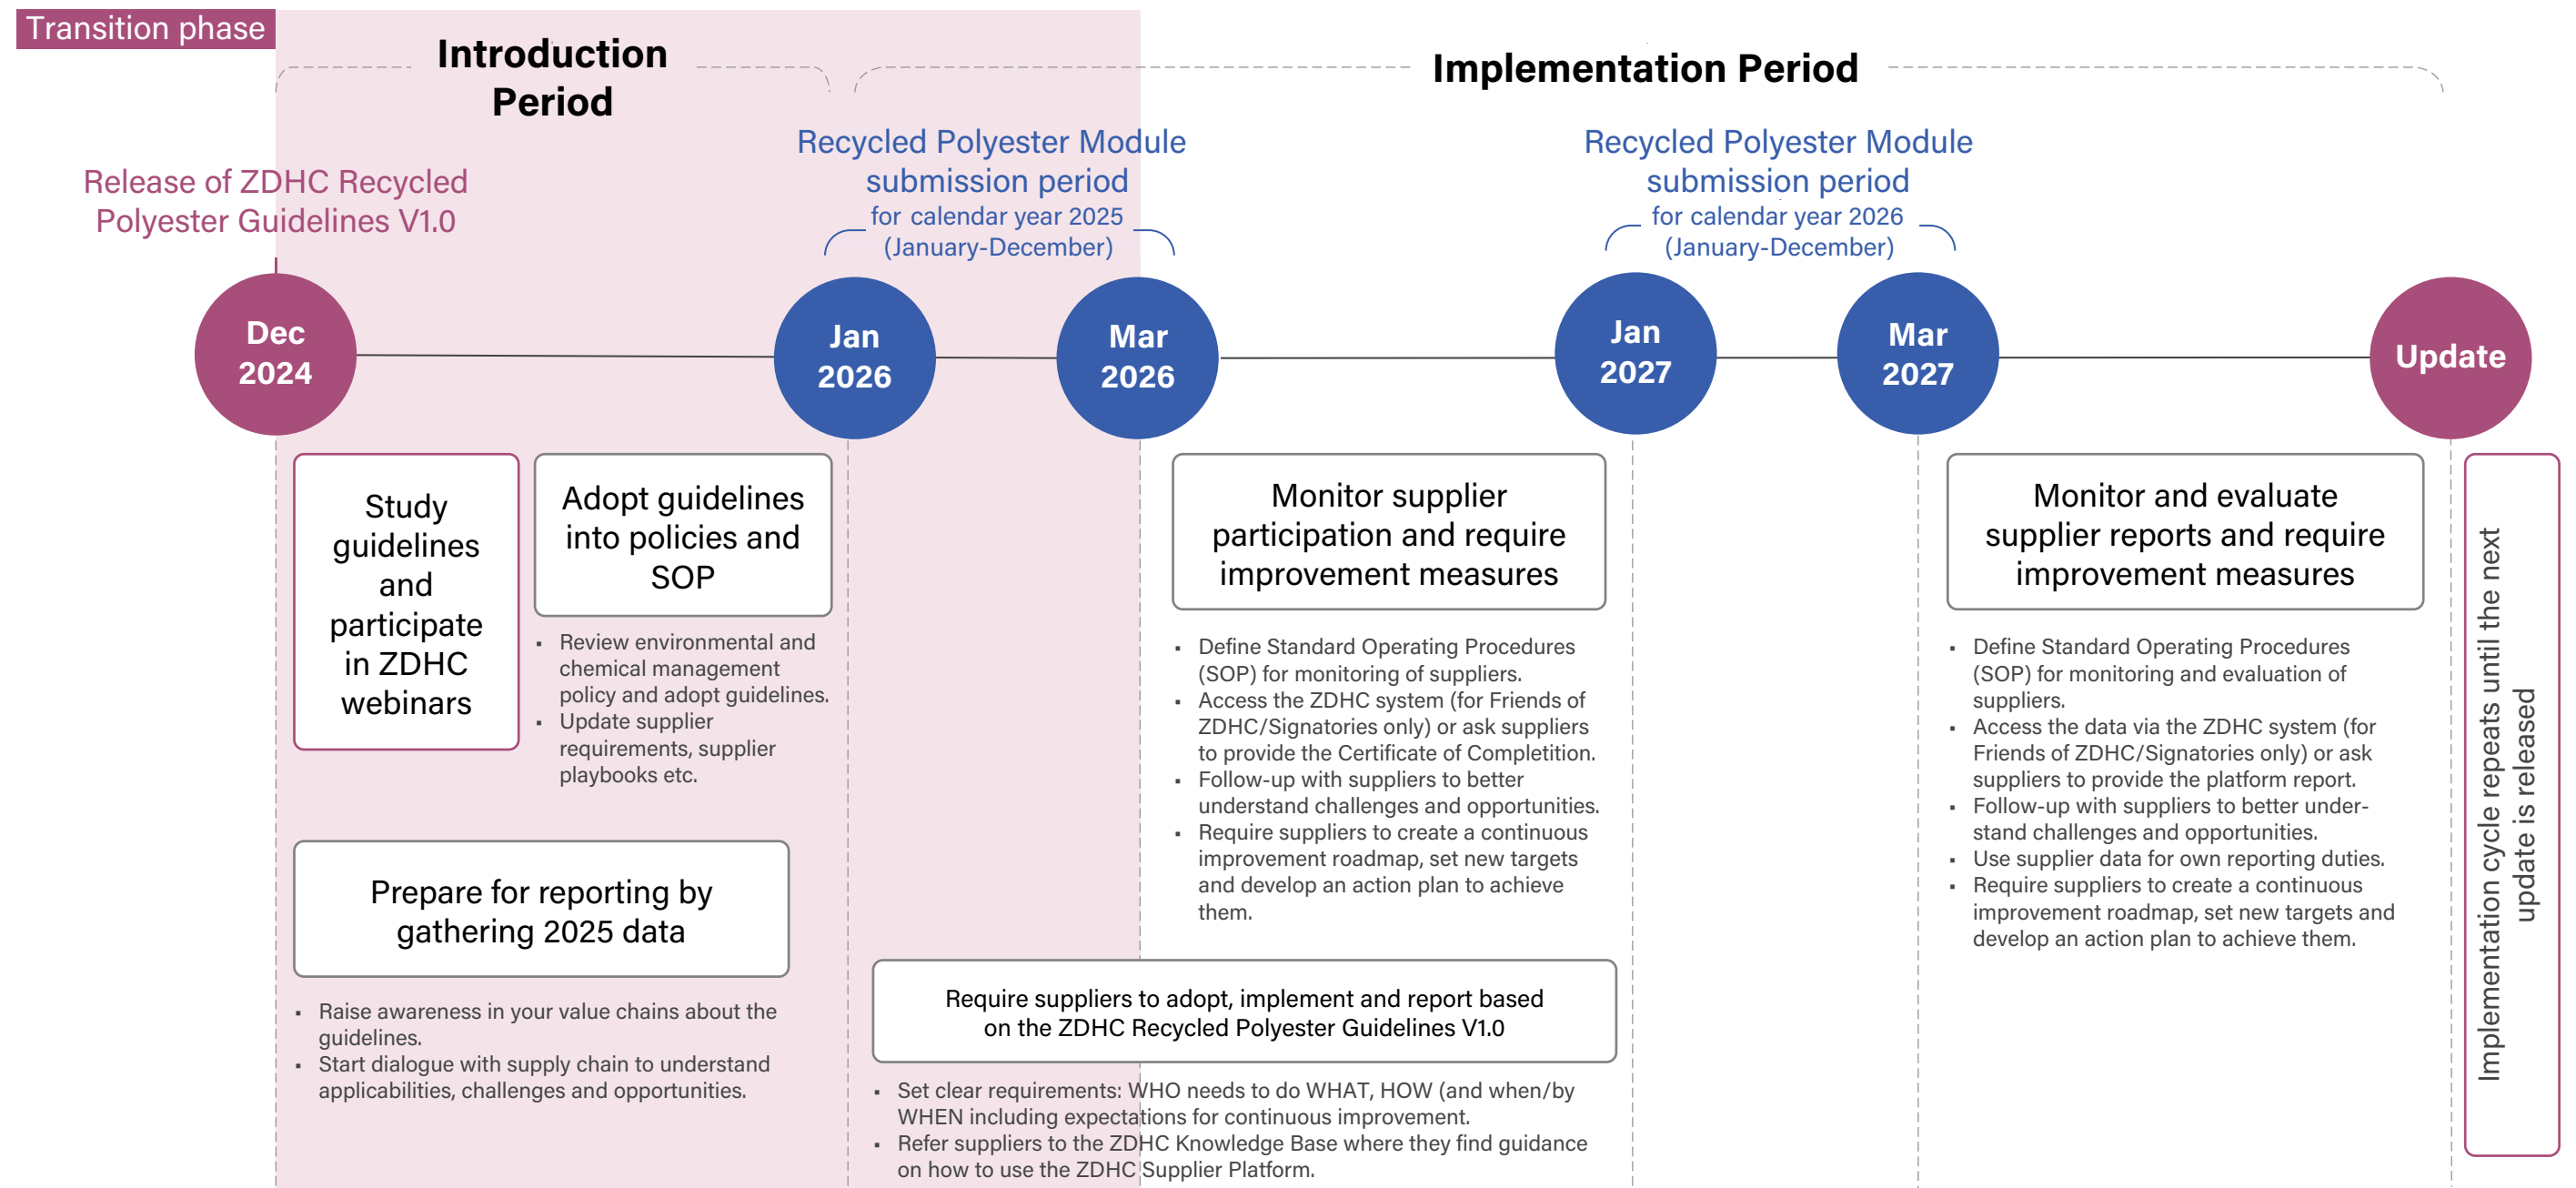 Transition phase
Introduction
Period
Implementation Period
Release of ZDHC Recycled
Polyester Guidelines V1.0
Recycled Polyester Module
submission period
for calendar year 2025
(January-December)
Recycled Polyester Module
submission period
for calendar year 2026
(January-December)
Dec
2024
Jan
2026
Mar
2026
Jan
2027
Mar
2027
Update
Study
guidelines
and
participate
in ZDHC
webinars
Adopt guidelines
into policies and
SOP
▪ Review environmental and
chemical management
policy and adopt guidelines.
▪ Update supplier
requirements, supplier
playbooks etc.
Prepare for reporting by
gathering 2025 data
▪ Raise awareness in your value chains about the
guidelines.
▪ Start dialogue with supply chain to understand
applicabilities, challenges and opportunities.
Monitor supplier
participation and require
improvement measures
▪ Define Standard Operating Procedures
(SOP) for monitoring of suppliers.
▪ Access the ZDHC system (for Friends of
ZDHC/Signatories only) or ask suppliers
to provide the Certificate of Completition.
▪ Follow-up with suppliers to better
understand challenges and opportunities.
▪ Require suppliers to create a continuous
improvement roadmap, set new targets
and develop an action plan to achieve
them.
Require suppliers to adopt, implement and report based
on the ZDHC Recycled Polyester Guidelines V1.0
▪ Set clear requirements: WHO needs to do WHAT, HOW (and when/by
WHEN including expectations for continuous improvement.
▪ Refer suppliers to the ZDHC Knowledge Base where they find guidance
on how to use the ZDHC Supplier Platform.
Monitor and evaluate
supplier reports and require
improvement measures
▪ Define Standard Operating Procedures
(SOP) for monitoring and evaluation of
suppliers.
▪ Access the data via the ZDHC system (for
Friends of ZDHC/Signatories only) or ask
suppliers to provide the platform report.
▪ Follow-up with suppliers to better under-
stand challenges and opportunities.
▪ Use supplier data for own reporting duties.
▪ Require suppliers to create a continuous
improvement roadmap, set new targets and
develop an action plan to achieve them.
Implementation cycle repeats until the next
update is released